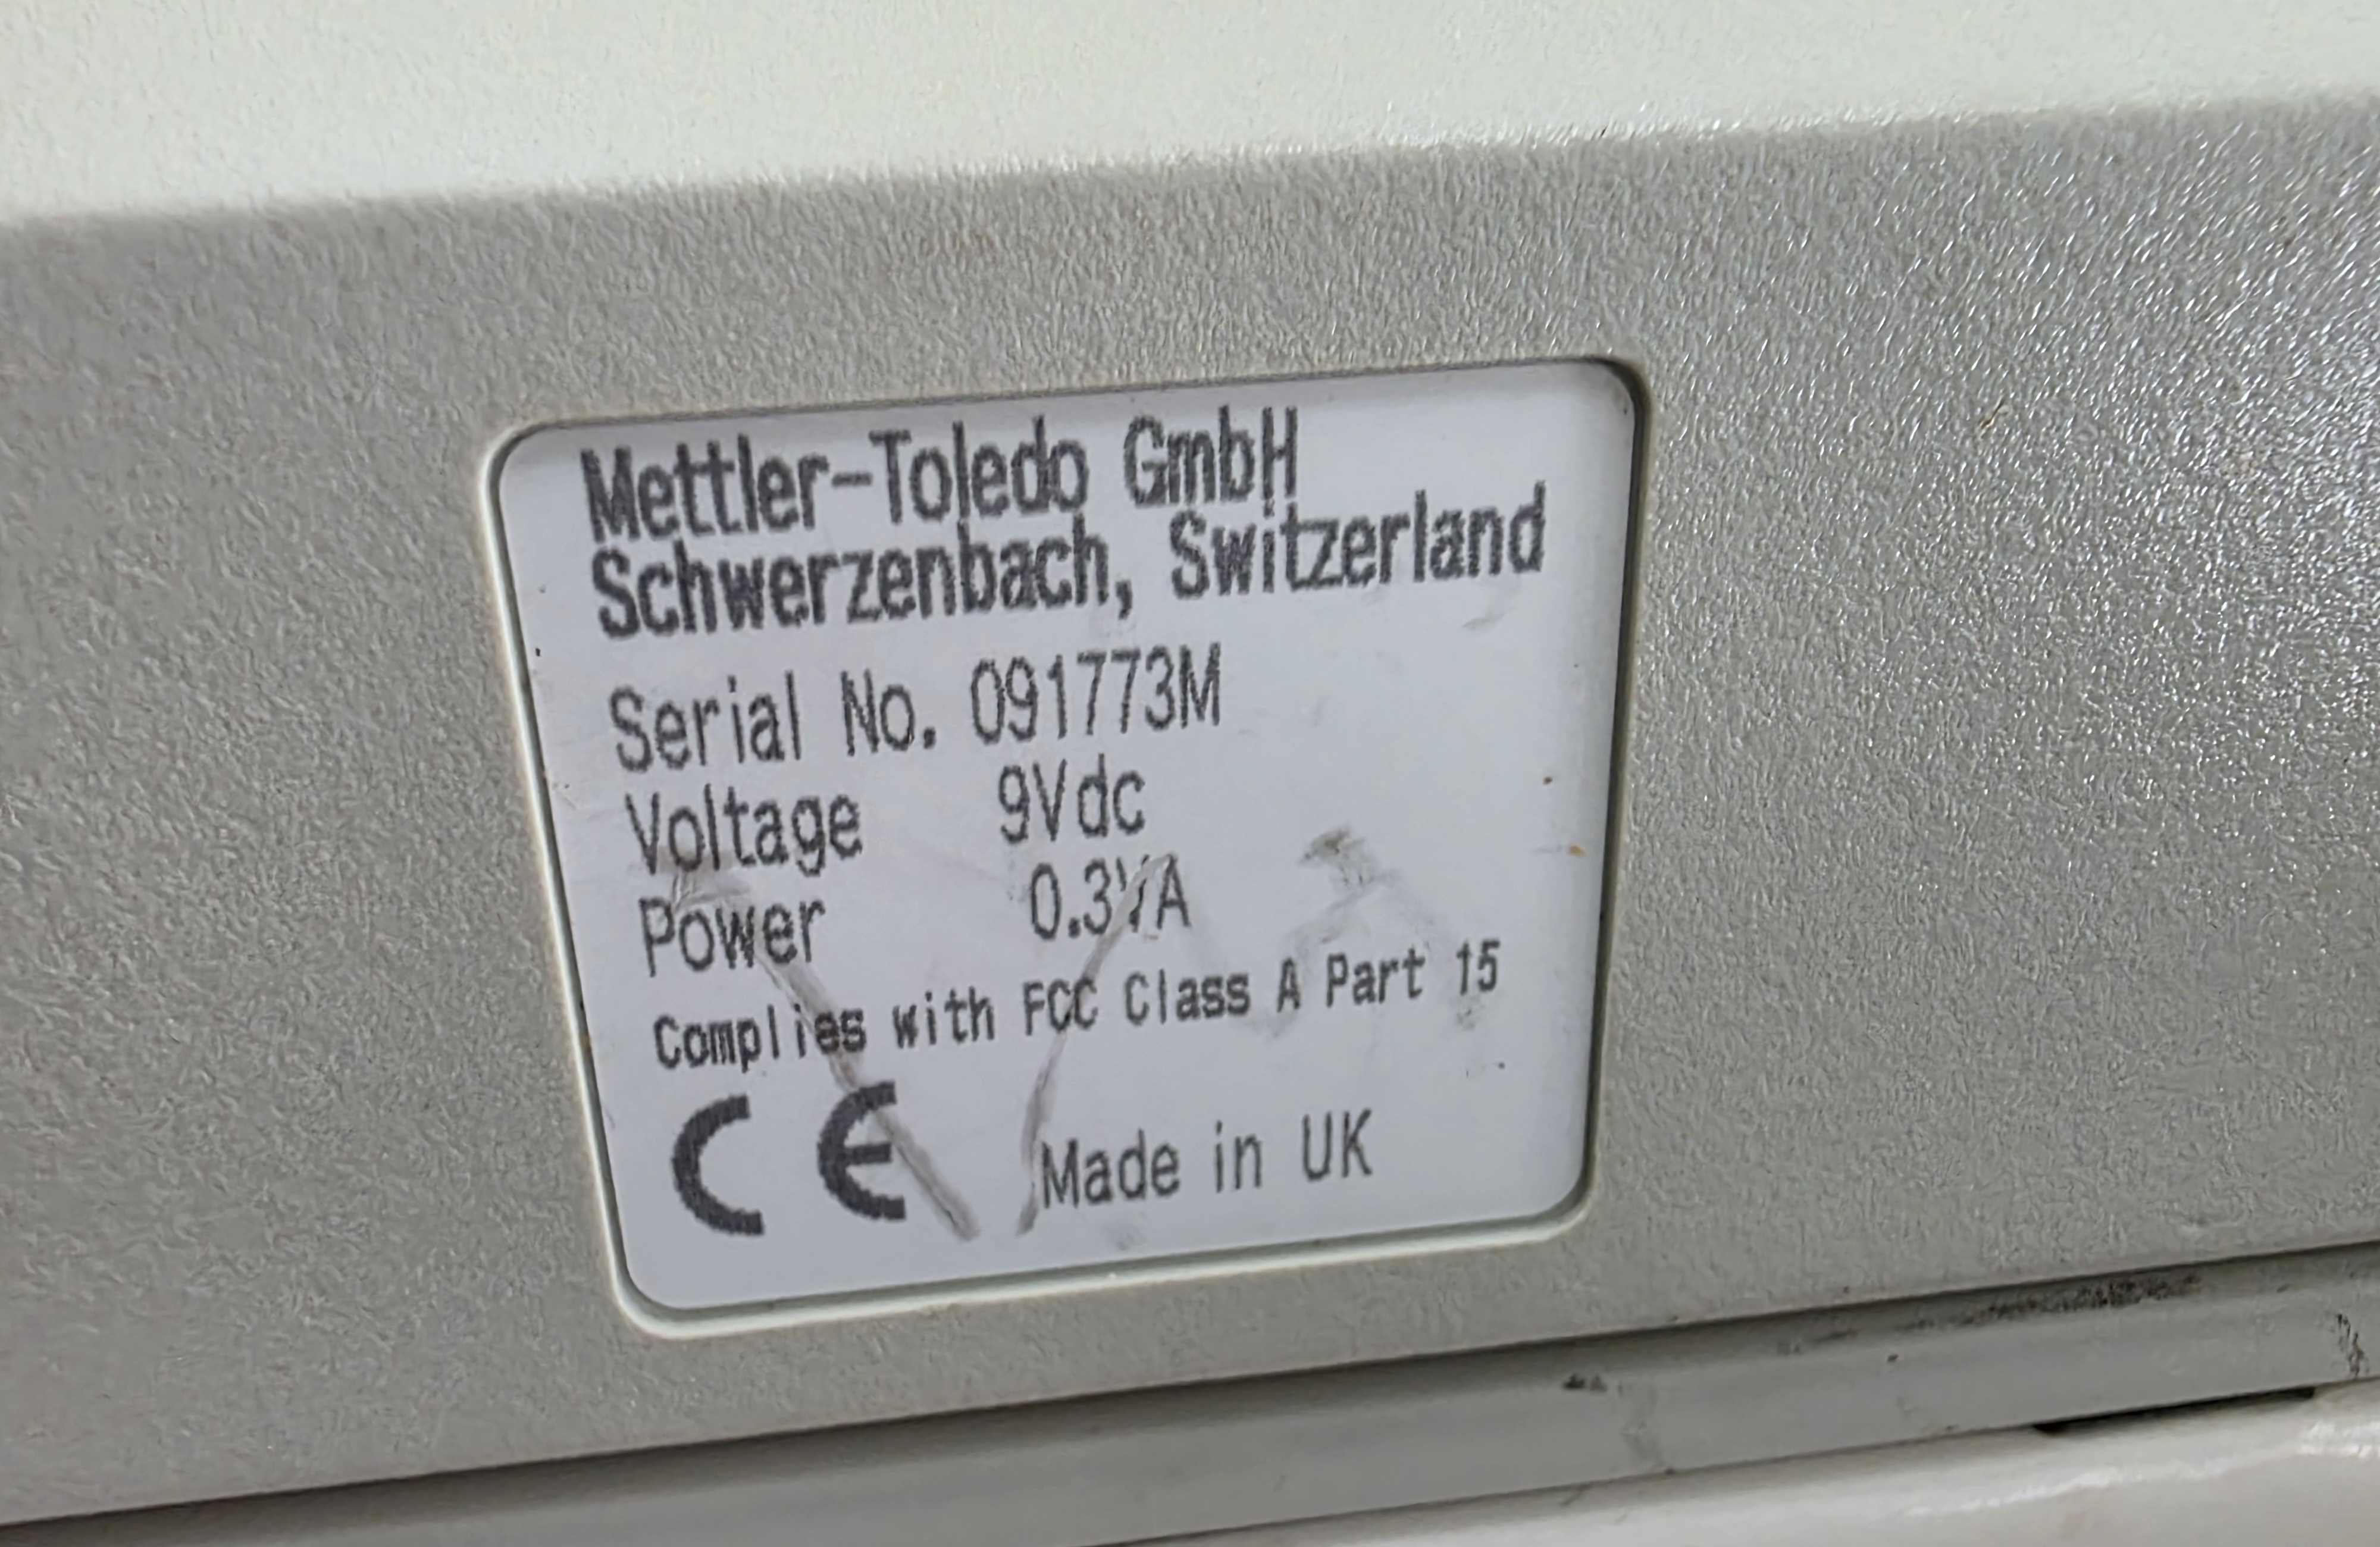 Mettler-Toledo GmbH
Schwerzenbach, Switzerland
Serial No. 091773M
Voltage 9Vdc
Power 0.3VA
Complies with FCC Class A Part 15
CE Made in UK